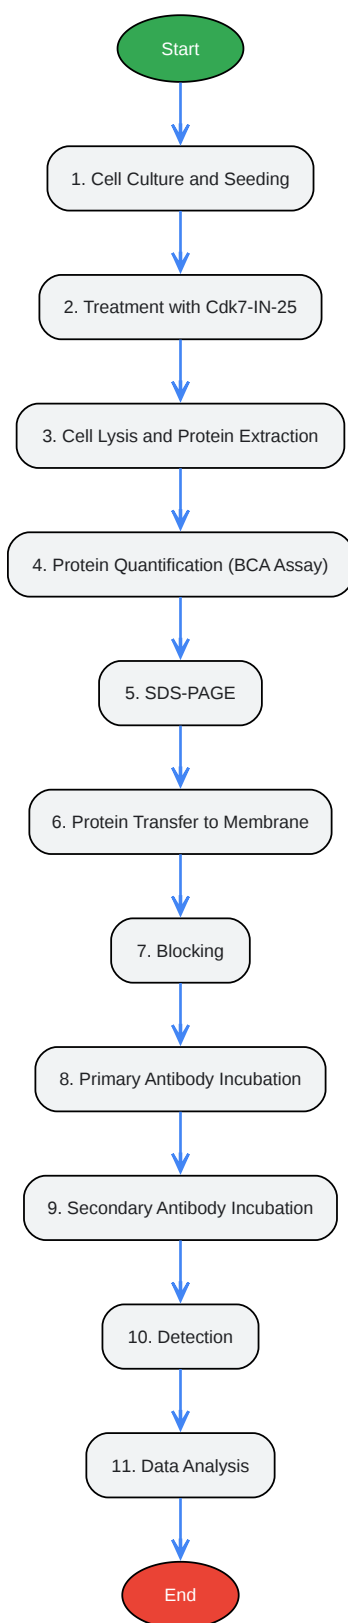 Start
1. Cell Culture and Seeding
2. Treatment with Cdk7-IN-25
3. Cell Lysis and Protein Extraction
4. Protein Quantification (BCA Assay)
5. SDS-PAGE
6. Protein Transfer to Membrane
7. Blocking
8. Primary Antibody Incubation
9. Secondary Antibody Incubation
10. Detection
11. Data Analysis
End